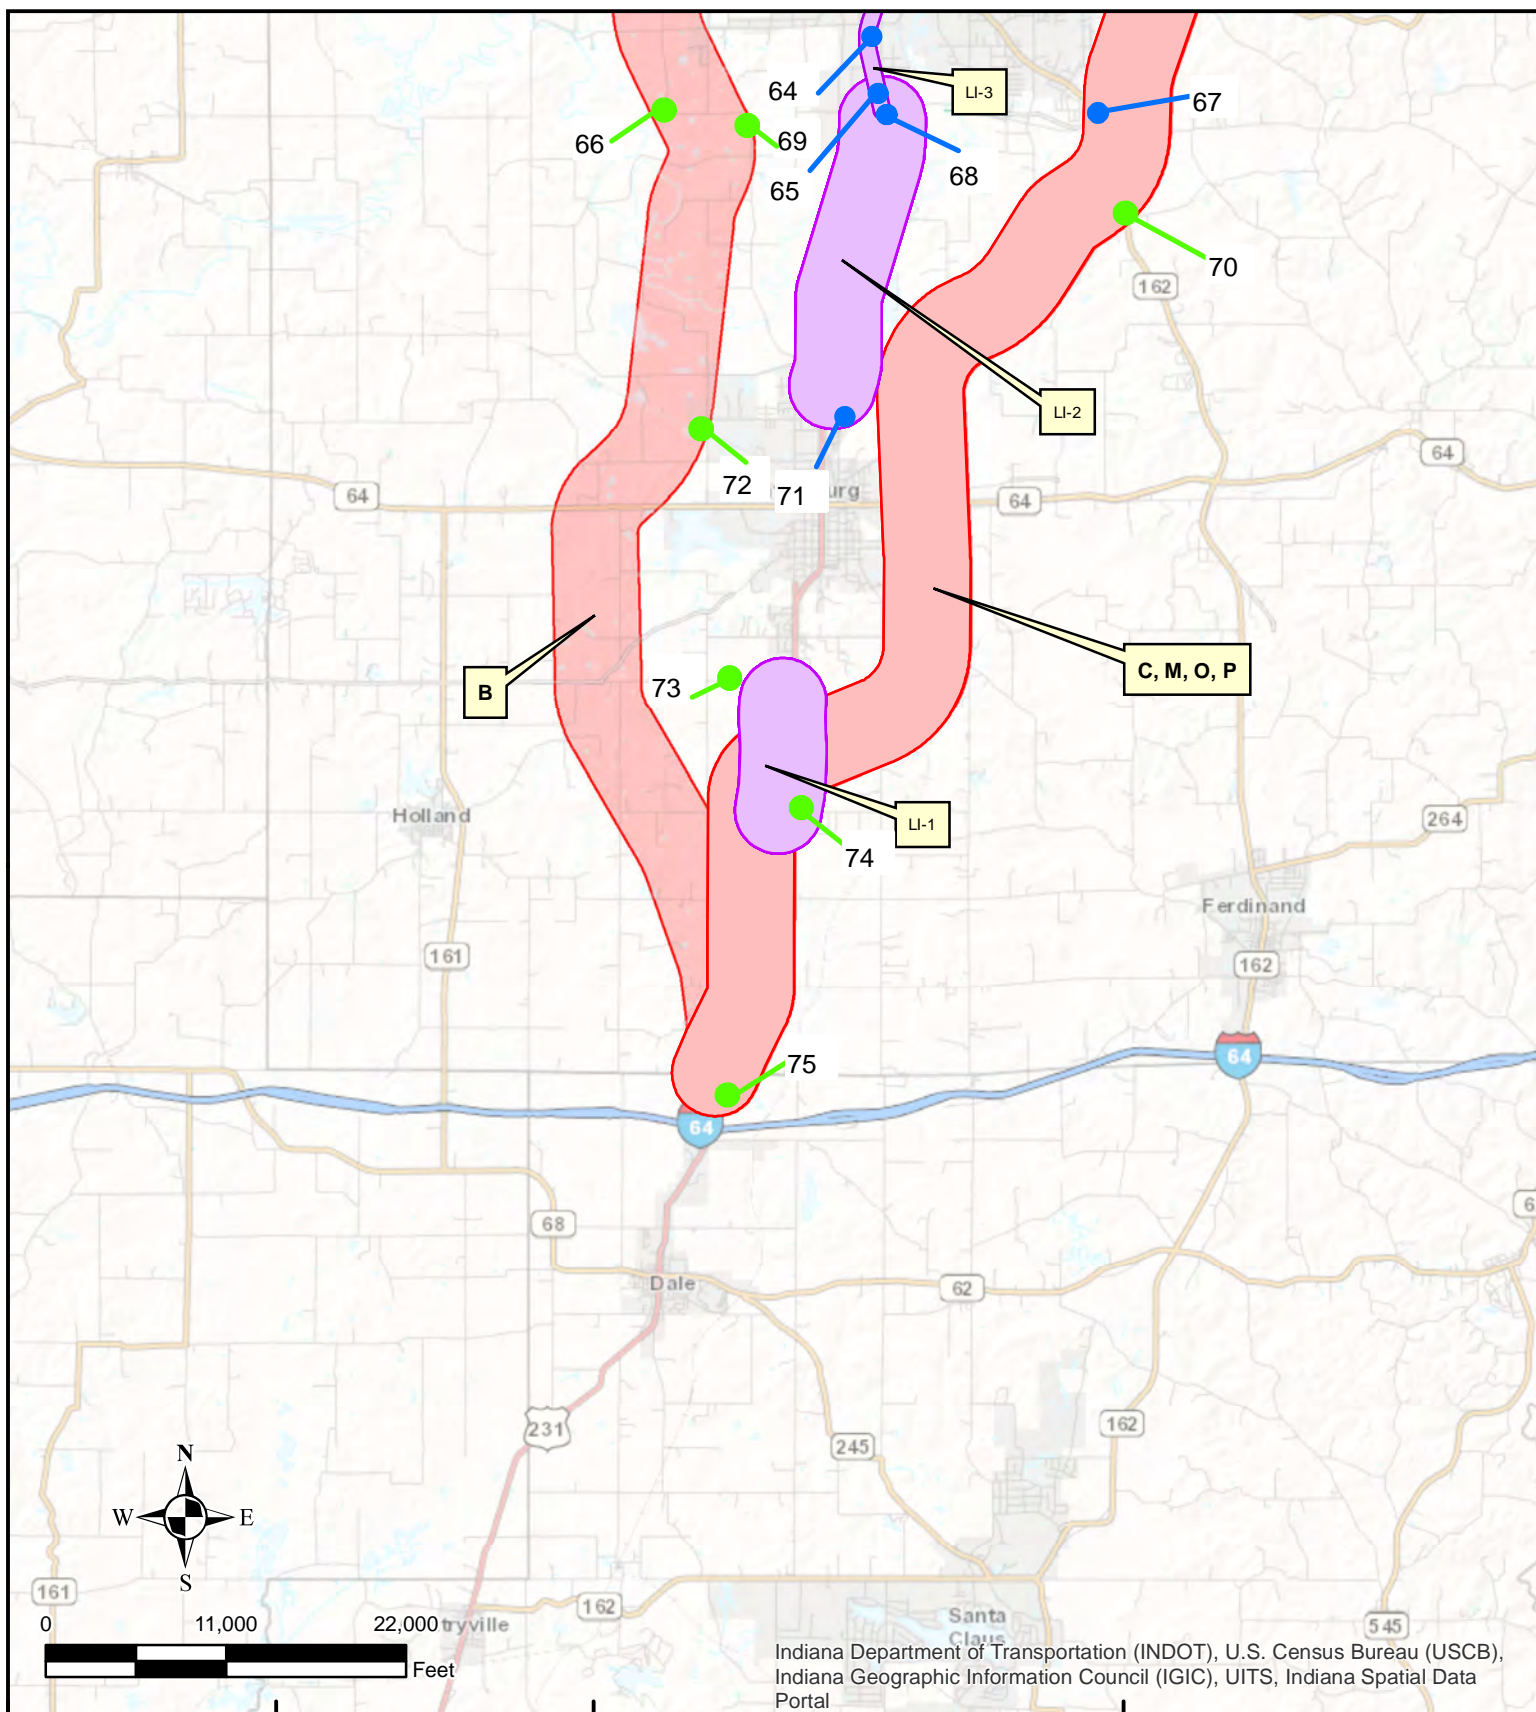 64
LI-3
67
66
69
65
68
70
162
LI-2
64
72
71
urg
64
64
B
73
C, M, O, P
Holland
LI-1
74
264
Ferdinand
161
162
75
64
64
68
Dale
62
231
245
162
N
W
E
S
161
162
Santa
Claus
545
0
11,000
22,000
tryville
Feet
Indiana Department of Transportation (INDOT), U.S. Census Bureau (USCB),
Indiana Geographic Information Council (IGIC), UITS, Indiana Spatial Data
Portal